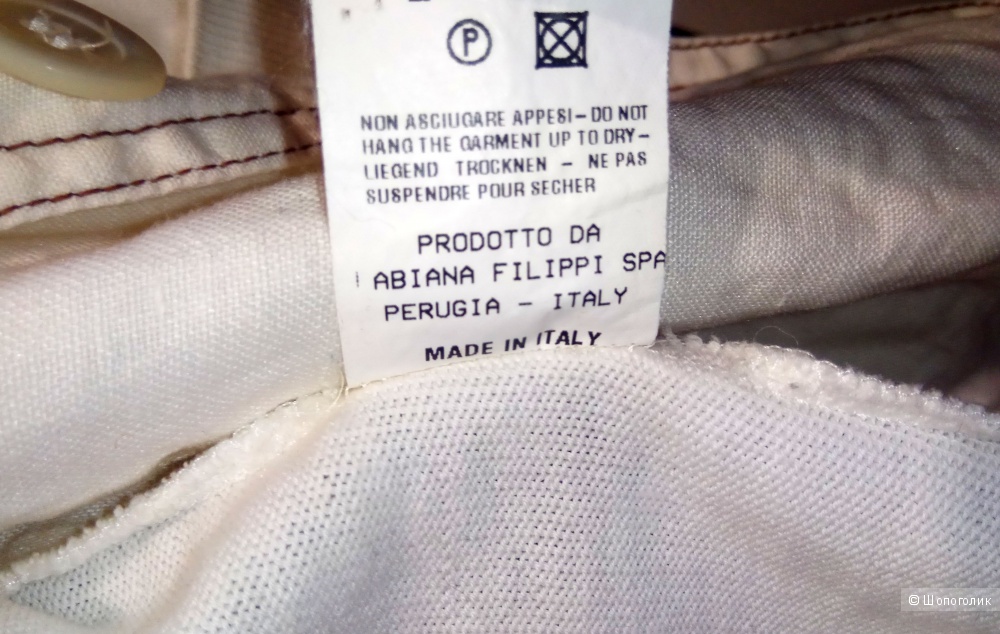 P
NON ASCIUGARE APPESI – DO NOT
HANG THE GARMENT UP TO DRY –
LIEGEND TROCKNEN – NE PAS
SUSPENDRE POUR SECHER
PRODOTTO DA
ABIANA FILIPPI SPA
PERUGIA – ITALY
MADE IN ITALY
© Шопоголик